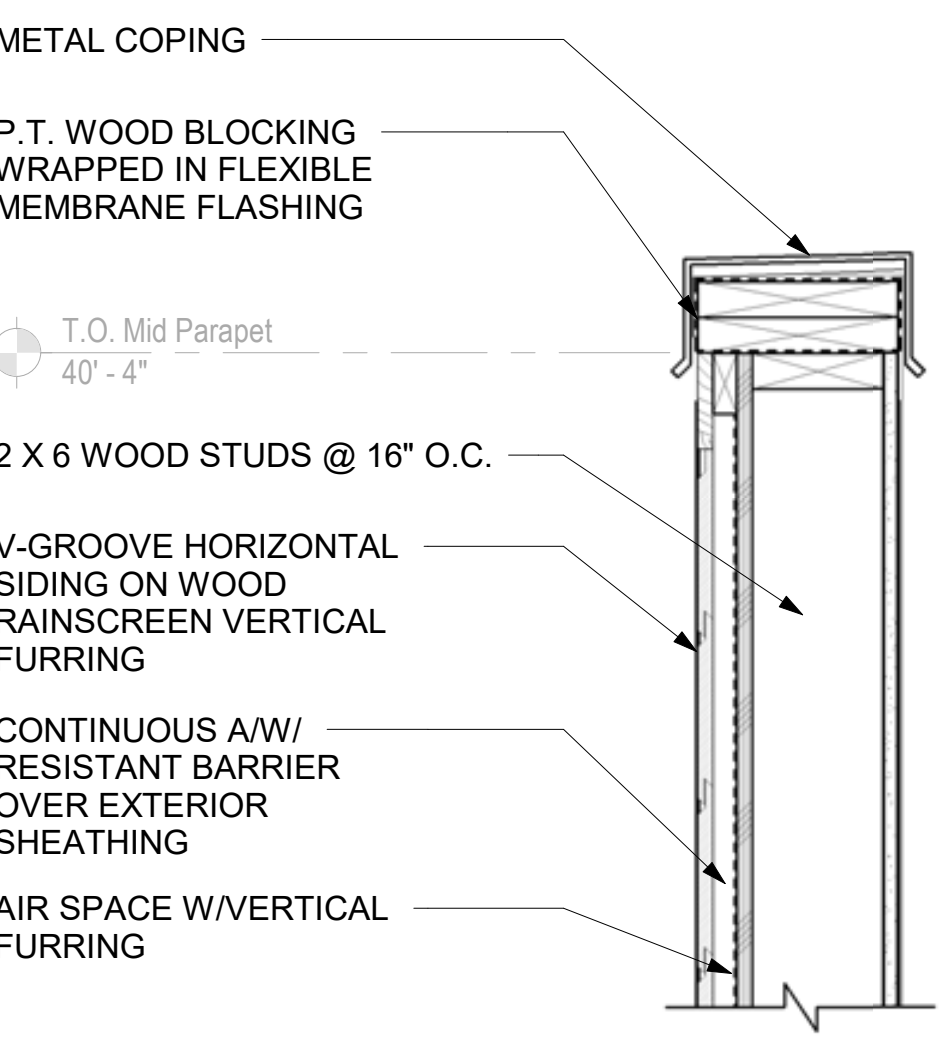 METAL COPING
P.T. WOOD BLOCKING
WRAPPED IN FLEXIBLE
MEMBRANE FLASHING
T.O. Mid Parapet
40' - 4"
2 X 6 WOOD STUDS @ 16" O.C.
V-GROOVE HORIZONTAL
SIDING ON WOOD
RAINSCREEN VERTICAL
FURRING
CONTINUOUS A/W/
RESISTANT BARRIER
OVER EXTERIOR
SHEATHING
AIR SPACE W/VERTICAL
FURRING